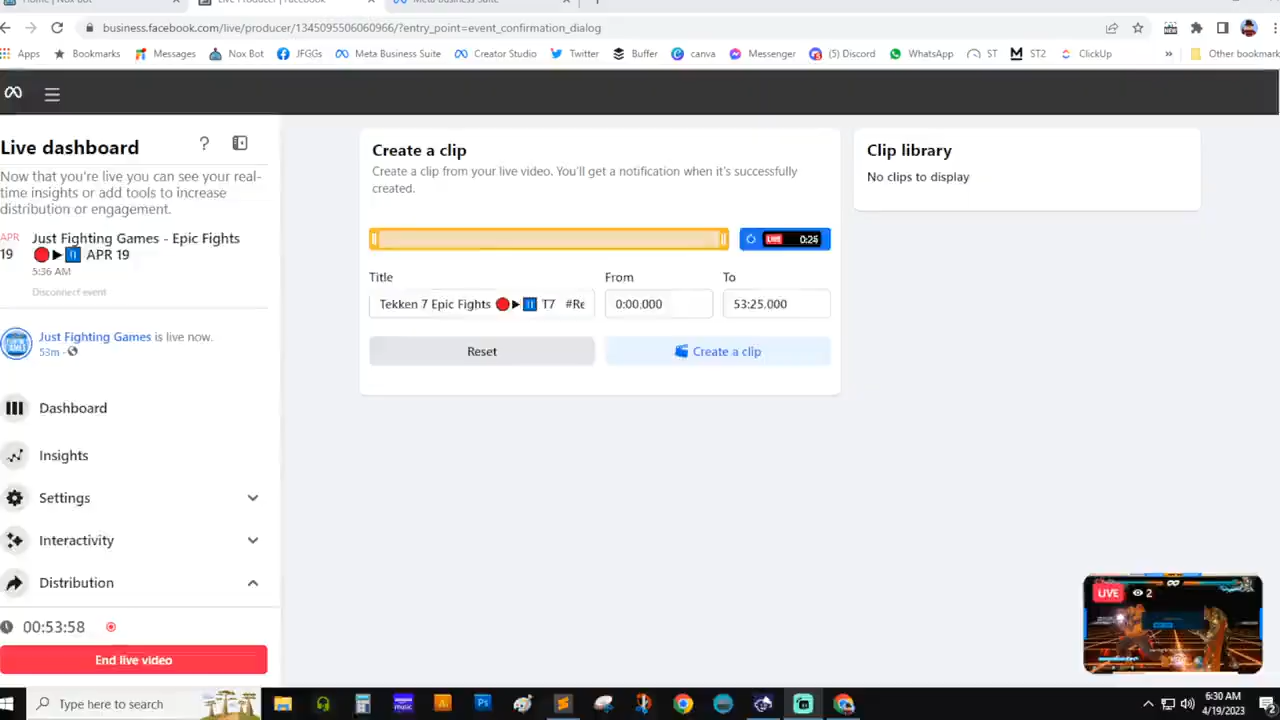 Live Producer | Facebook
Meta Business Suite
business.facebook.com/live/producer/1345095506060966/?entry_point=event_confirmation_dialog
Apps
Bookmarks
Messages
Nox Bot
JFGGs
Meta Business Suite
Creator Studio
Twitter
Buffer
canva
Messenger
(5) Discord
WhatsApp
ST
ST2
ClickUp
»
Other bookmark
Live dashboard
Now that you're live you can see your real-
time insights or add tools to increase
distribution or engagement.
APR
19
Just Fighting Games - Epic Fights
🔴▶⏸ APR 19
5:36 AM
Disconnect event
Just Fighting Games is live now.
53m ·
Dashboard
Insights
Settings
Interactivity
Distribution
00:53:58
End live video
Create a clip
Create a clip from your live video. You'll get a notification when it's successfully
created.
LIVE 0:25
Title
From
To
Tekken 7 Epic Fights 🔴▶⏸ T7 #Re
0:00.000
53:25.000
Reset
Create a clip
Clip library
No clips to display
LIVE 2
Type here to search
6:30 AM
4/19/2023